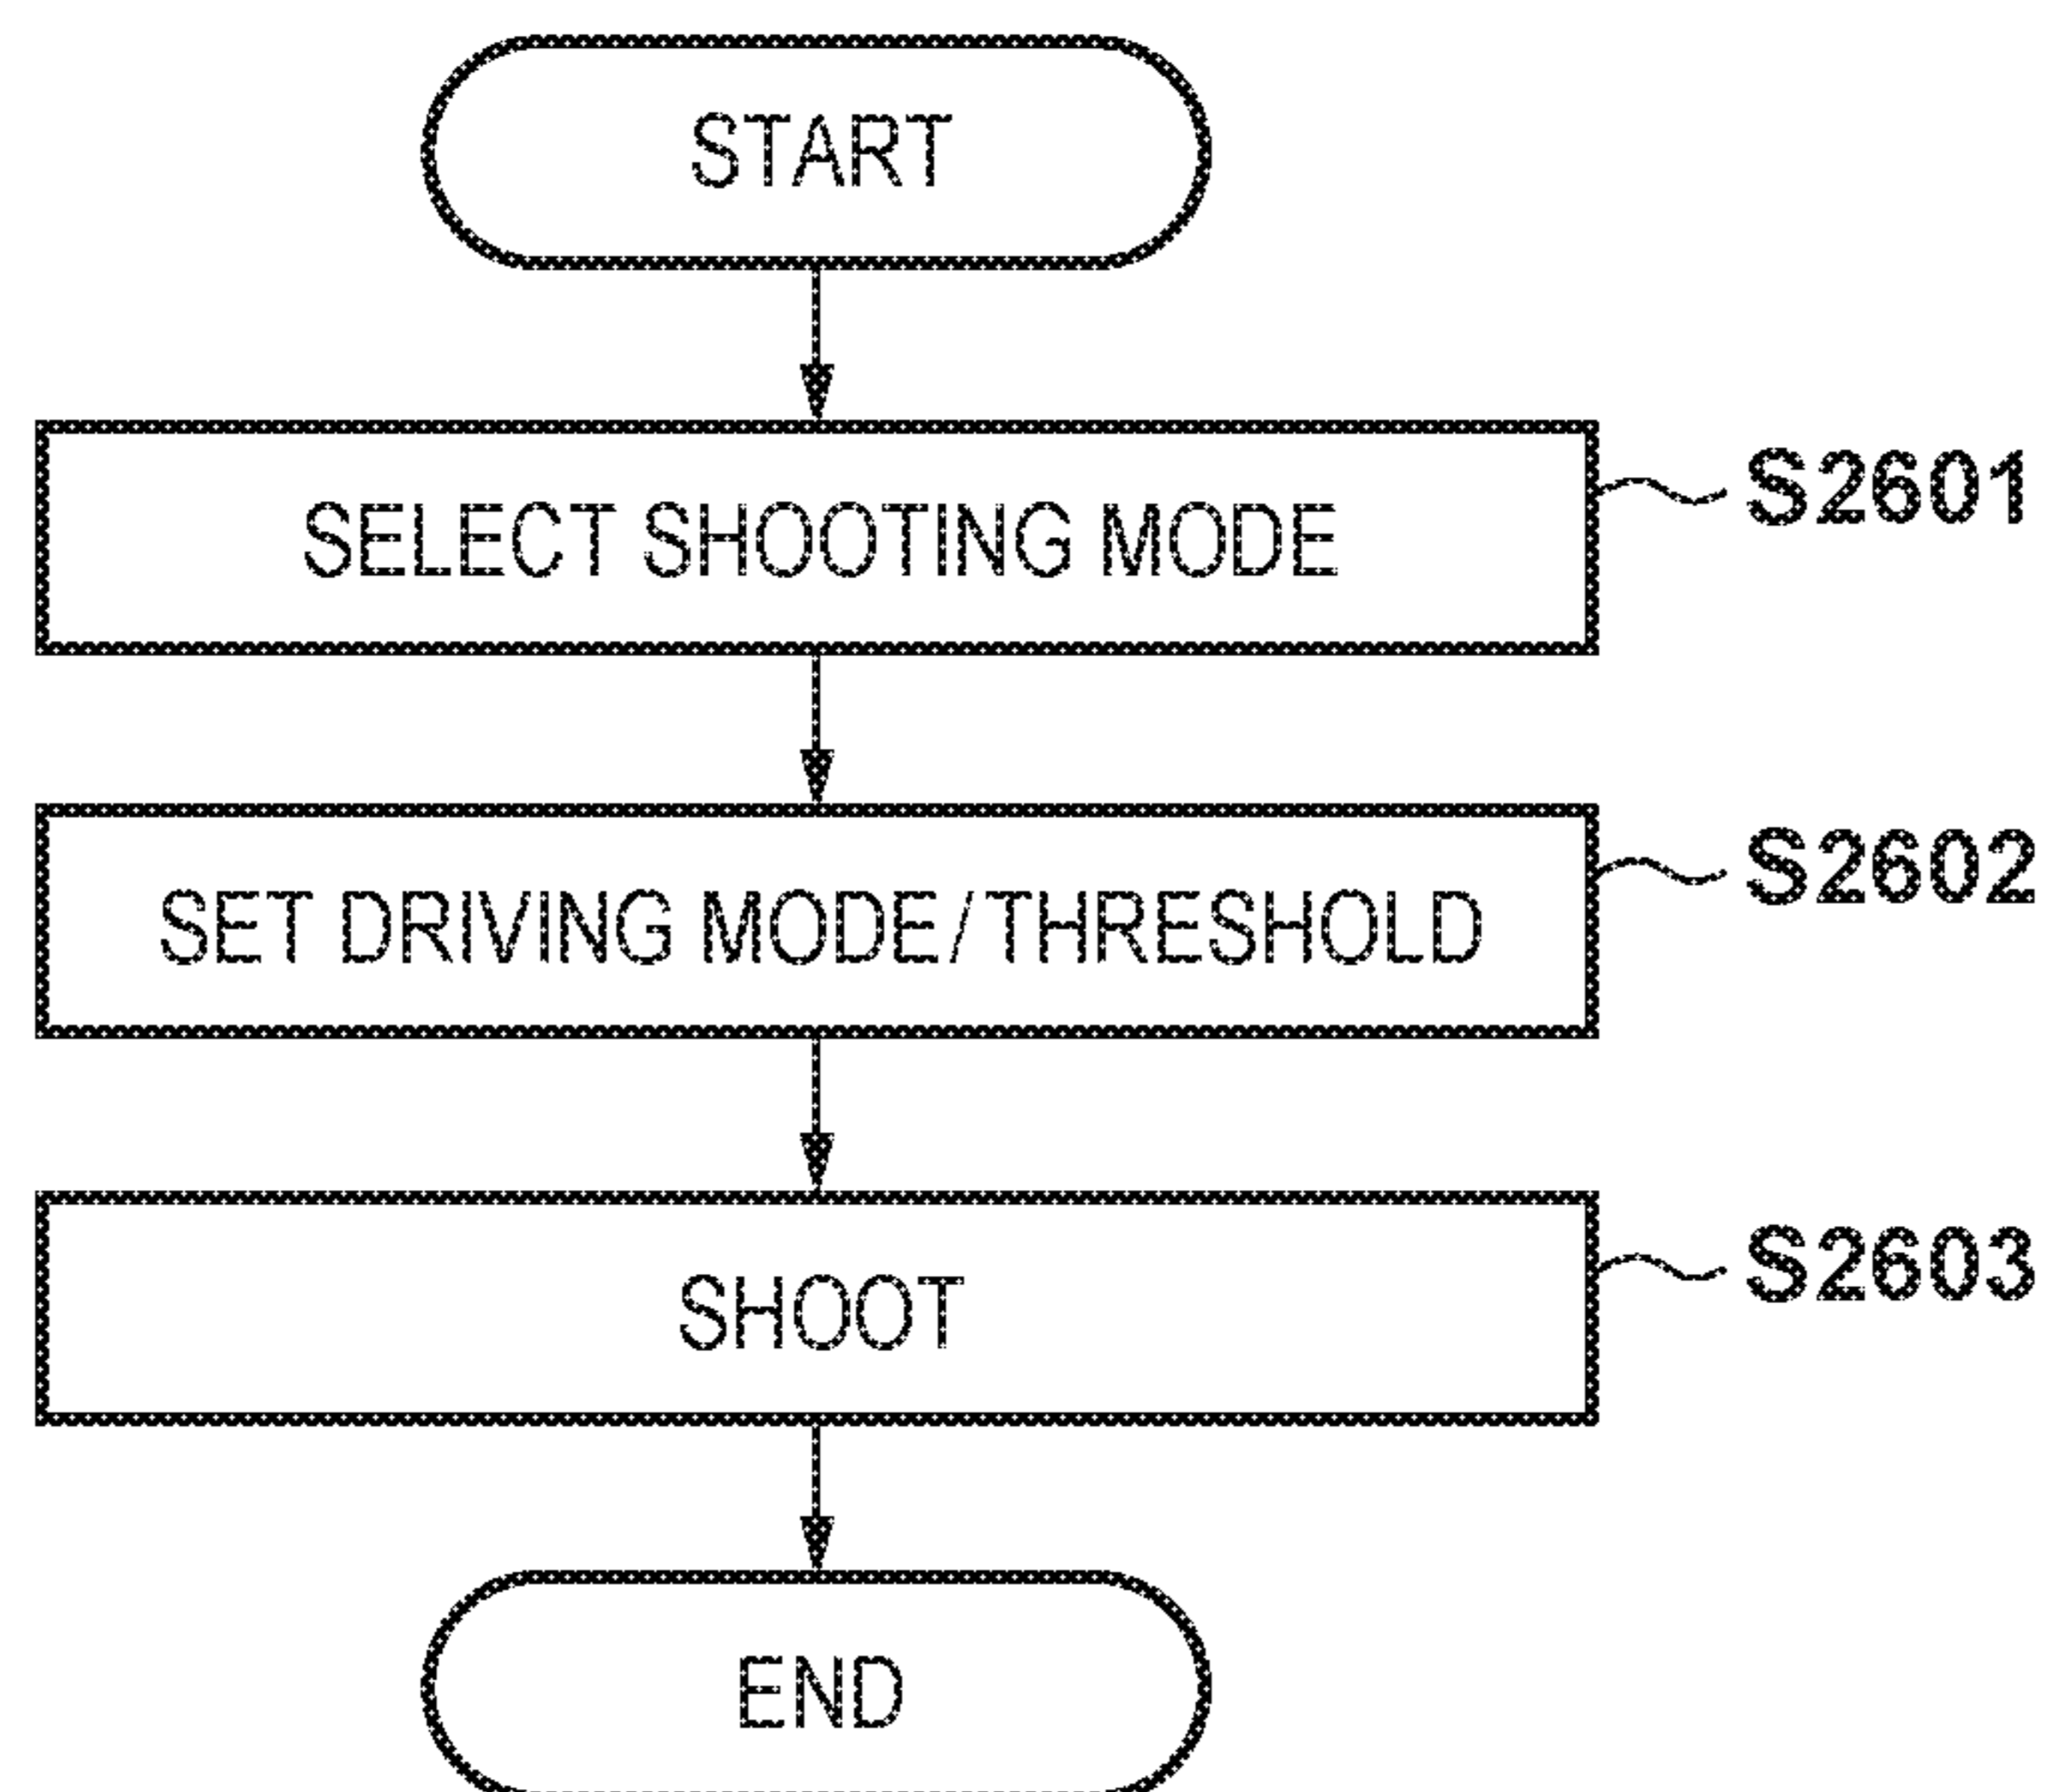 START
SELECT SHOOTING MODE
S2601
SET DRIVING MODE/THRESHOLD
S2602
SHOOT
S2603
END